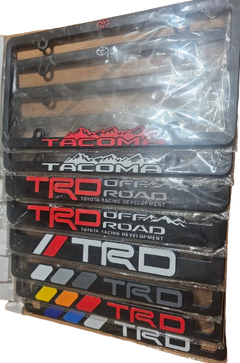 TACOMA
TACOMA
TRD OFF
ROAD
TOYOTA RACING DEVELOPMENT
TRD OFF
ROAD
TOYOTA RACING DEVELOPMENT
TRD
TRD
TRD
TRD